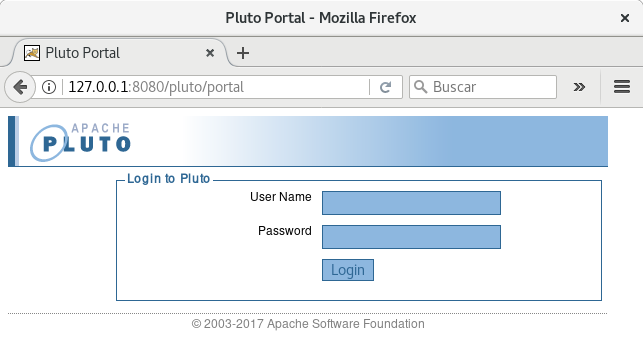 Pluto Portal - Mozilla Firefox
Pluto Portal
127.0.0.1:8080/pluto/portal
Buscar
APACHE
PLUTO
Login to Pluto
User Name
Password
Login
© 2003-2017 Apache Software Foundation